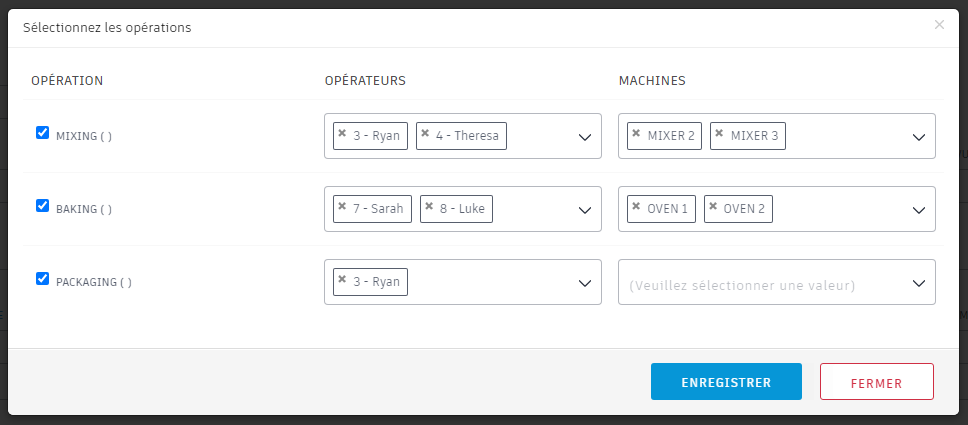 Sélectionnez les opérations ×
OPÉRATION OPÉRATEURS MACHINES
MIXING ( ) × 3 - Ryan × 4 - Theresa × MIXER 2 × MIXER 3
BAKING ( ) × 7 - Sarah × 8 - Luke × OVEN 1 × OVEN 2
PACKAGING ( ) × 3 - Ryan (Veuillez sélectionner une valeur)
ENREGISTRER FERMER